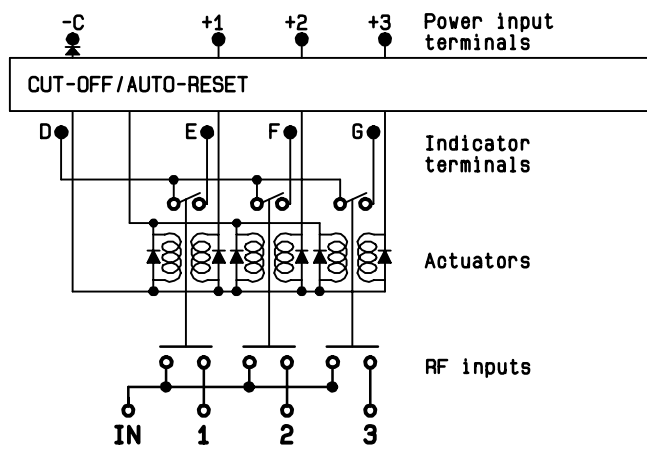 -C +1 +2 +3 Power input
terminals
CUT-OFF/AUTO-RESET
D E F G Indicator
terminals
Actuators
RF inputs
IN 1 2 3